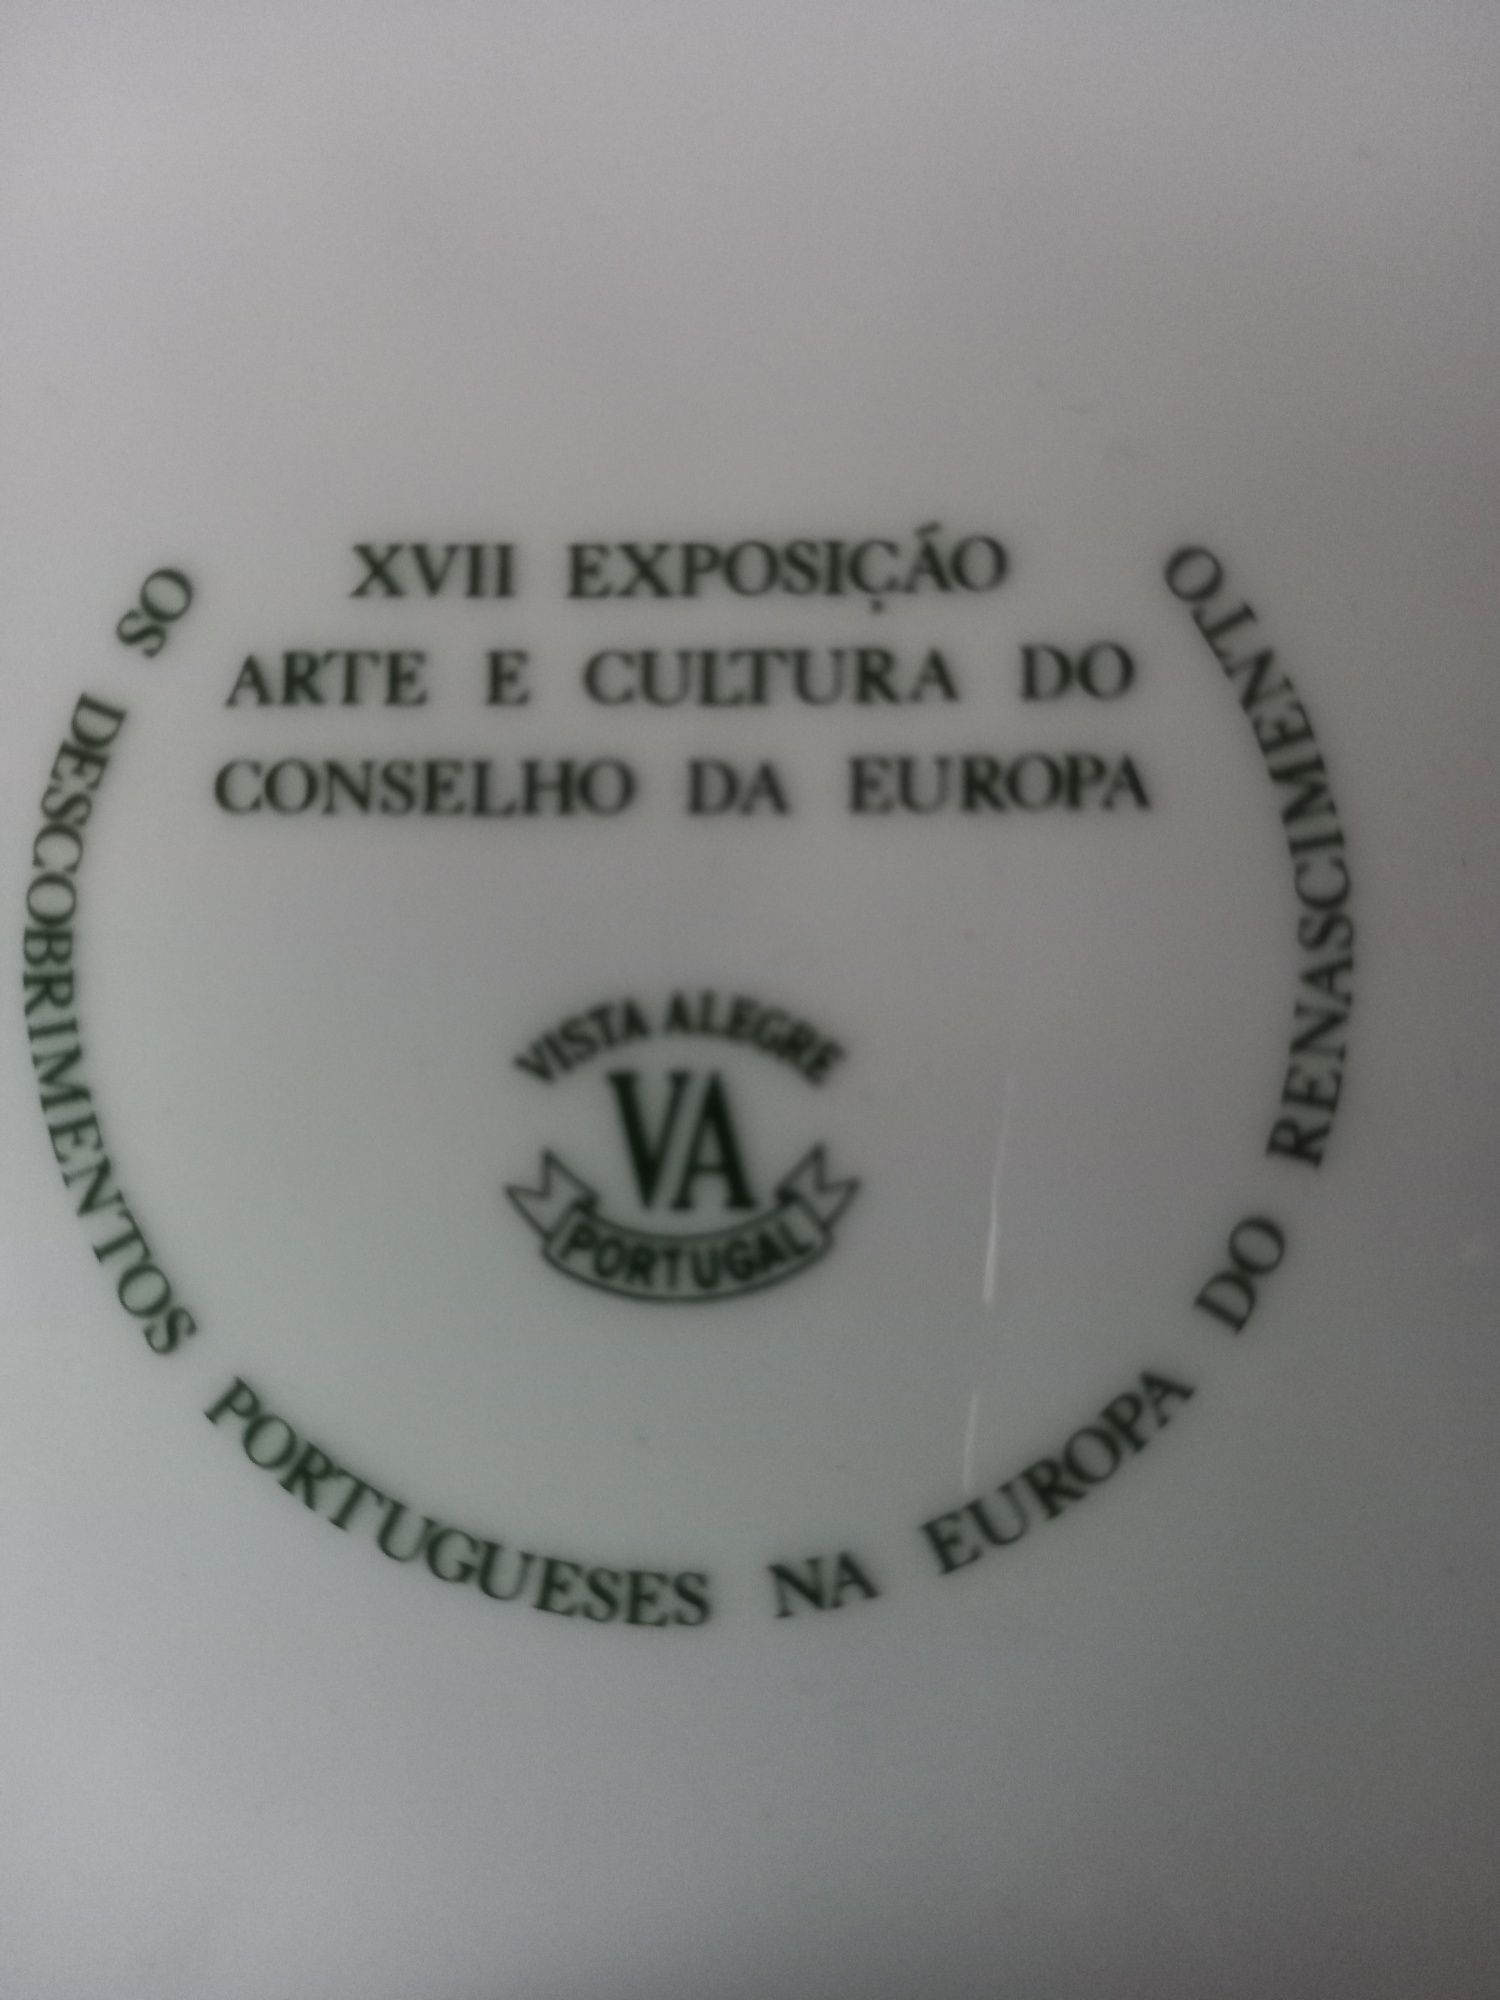 XVII EXPOSIÇÃO
ARTE E CULTURA DO
CONSELHO DA EUROPA
VISTA ALEGRE
VA
PORTUGAL
OS DESCOBRIMENTOS PORTUGUESES NA EUROPA DO RENASCIMENTO